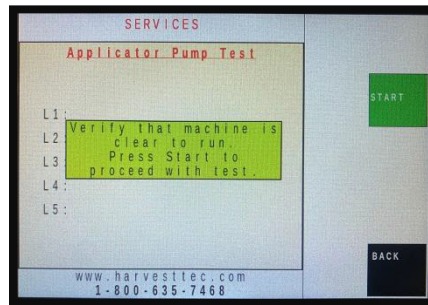 SERVICES
Applicator Pump Test
START
L1:
Verify that machine is
L2
clear to run.
L3
Press Start to
proceed with test.
L4:
L5:
BACK
www.harvesttec.com
1-800-635-7468